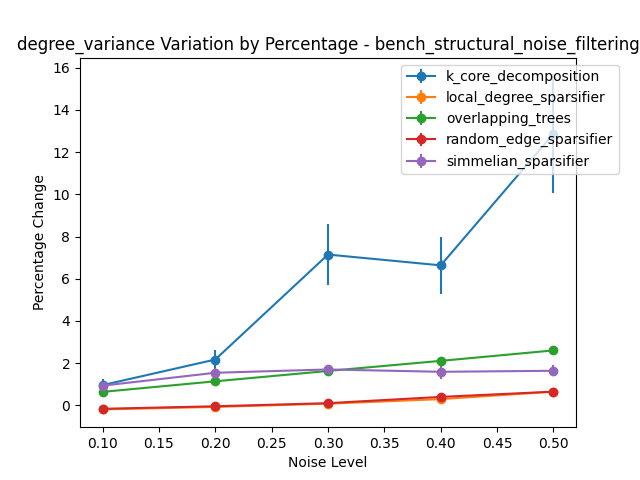 degree_variance Variation by Percentage - bench_structural_noise_filtering
k_core_decomposition
local_degree_sparsifier
overlapping_trees
random_edge_sparsifier
simmelian_sparsifier
Percentage Change
16
14
12
10
8
6
4
2
0
0.10 0.15 0.20 0.25 0.30 0.35 0.40 0.45 0.50
Noise Level